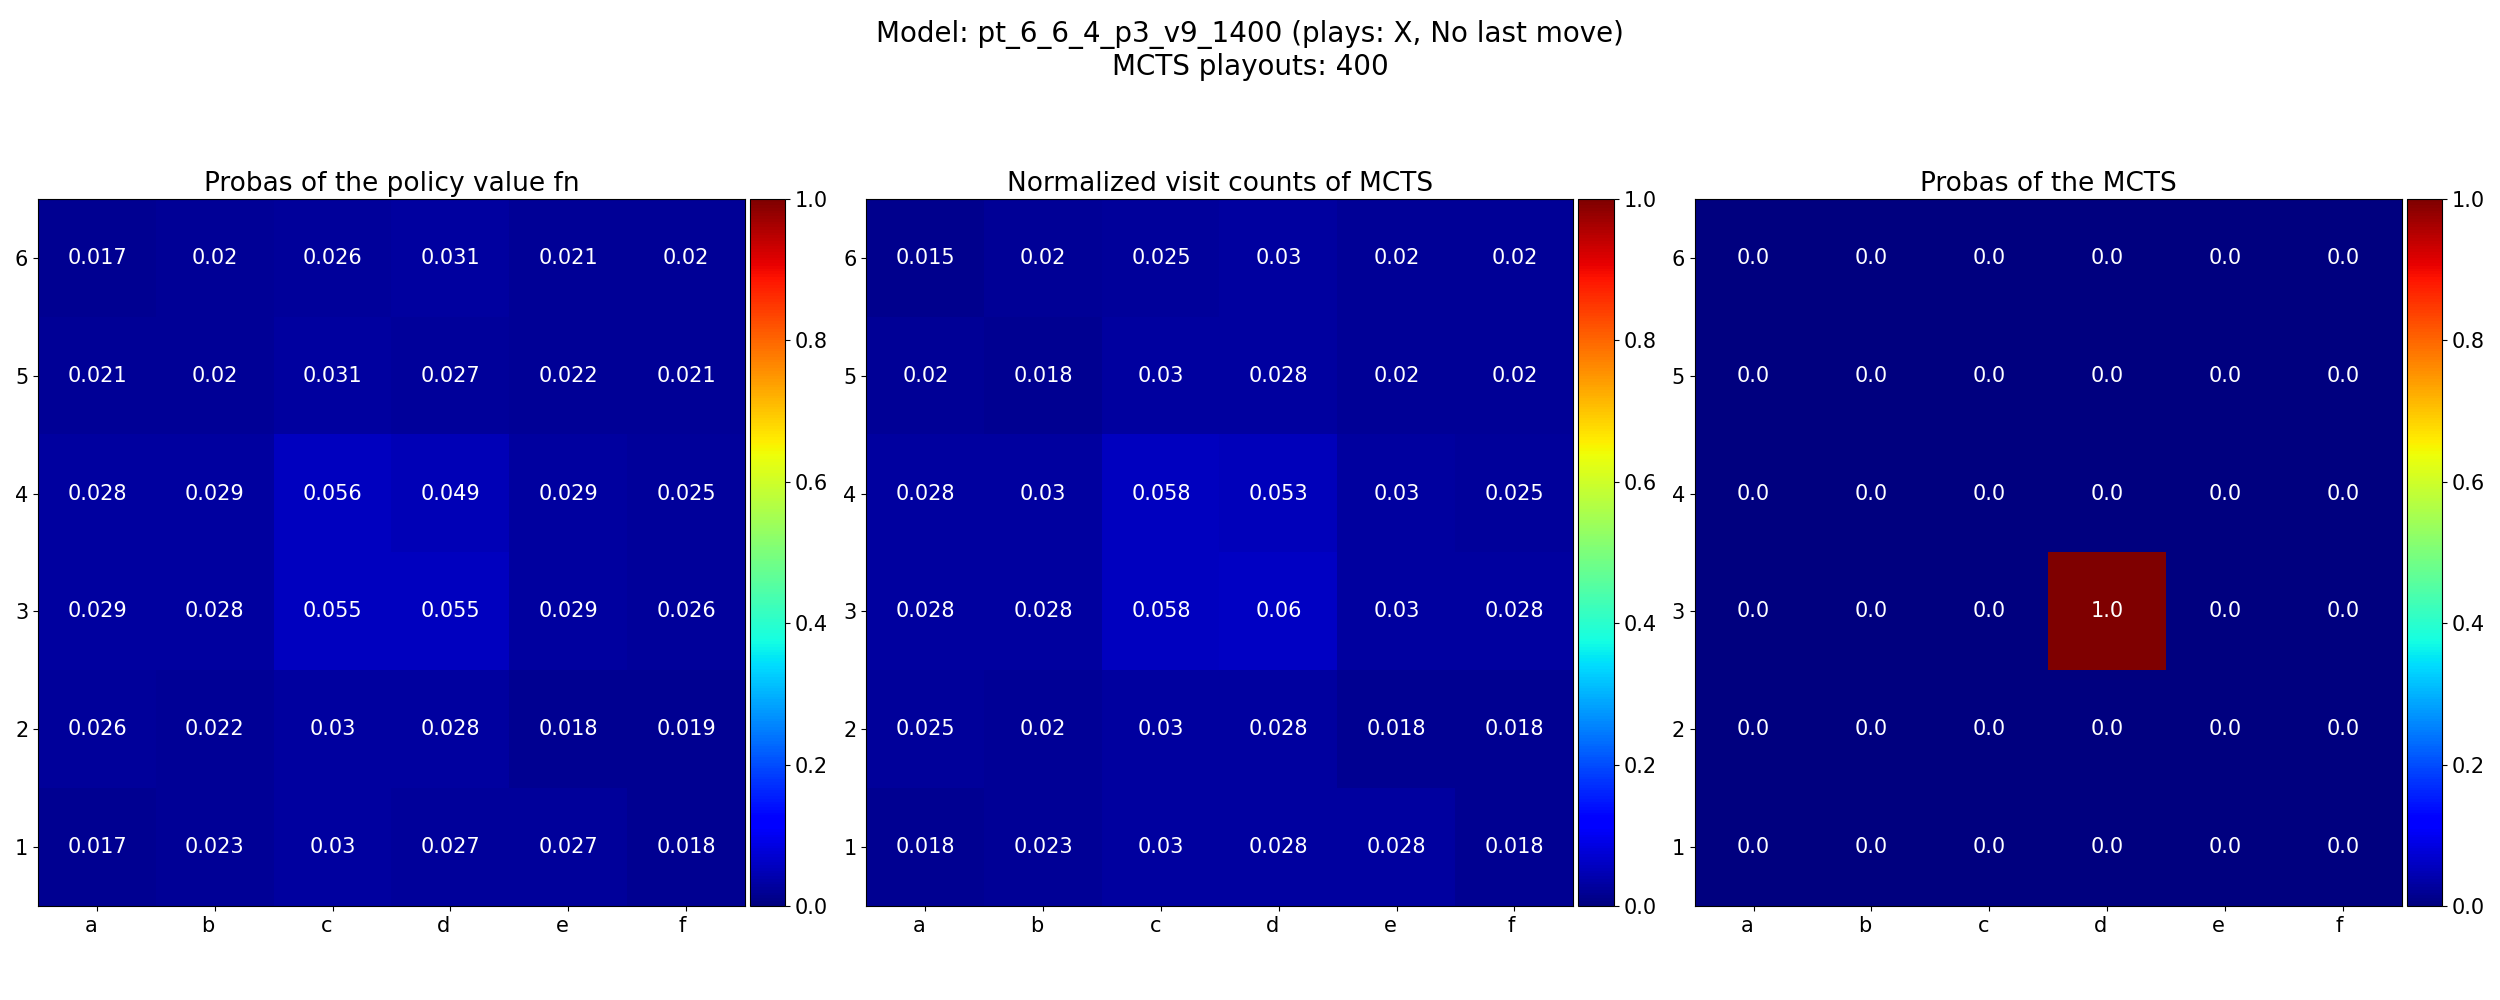 Model: pt_6_6_4_p3_v9_1400 (plays: X, No last move)
MCTS playouts: 400
Probas of the policy value fn
1.0
6 0.017 0.02 0.026 0.031 0.021 0.02
0.8
5 0.021 0.02 0.031 0.027 0.022 0.021
0.6
4 0.028 0.029 0.056 0.049 0.029 0.025
0.4
3 0.029 0.028 0.055 0.055 0.029 0.026
0.2
2 0.026 0.022 0.03 0.028 0.018 0.019
1 0.017 0.023 0.03 0.027 0.027 0.018
0.0
a b c d e f
Normalized visit counts of MCTS
1.0
6 0.015 0.02 0.025 0.03 0.02 0.02
0.8
5 0.02 0.018 0.03 0.028 0.02 0.02
0.6
4 0.028 0.03 0.058 0.053 0.03 0.025
0.4
3 0.028 0.028 0.058 0.06 0.03 0.028
0.2
2 0.025 0.02 0.03 0.028 0.018 0.018
1 0.018 0.023 0.03 0.028 0.028 0.018
0.0
a b c d e f
Probas of the MCTS
1.0
6 0.0 0.0 0.0 0.0 0.0 0.0
0.8
5 0.0 0.0 0.0 0.0 0.0 0.0
0.6
4 0.0 0.0 0.0 0.0 0.0 0.0
0.4
3 0.0 0.0 0.0 1.0 0.0 0.0
0.2
2 0.0 0.0 0.0 0.0 0.0 0.0
1 0.0 0.0 0.0 0.0 0.0 0.0
0.0
a b c d e f